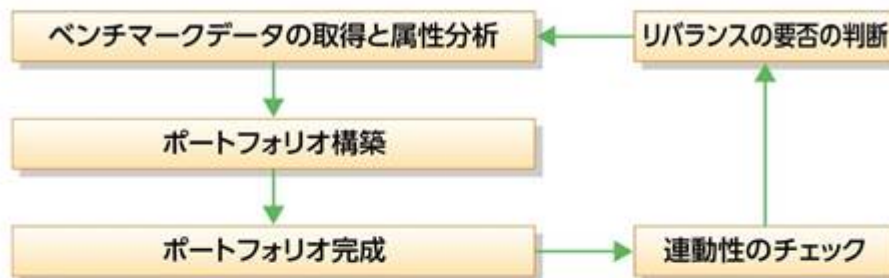 ベンチマークデータの取得と属性分析
リバランスの要否の判断
ポートフォリオ構築
ポートフォリオ完成
連動性のチェック